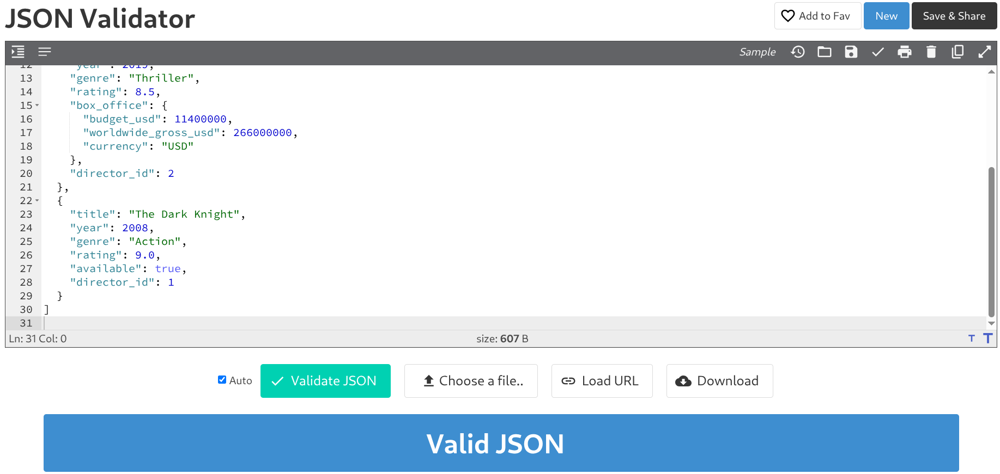 JSON Validator
Add to Fav
New
Save & Share
Sample
12 "year": 2019,
13 "genre": "Thriller",
14 "rating": 8.5,
15 "box_office": {
16 "budget_usd": 11400000,
17 "worldwide_gross_usd": 266000000,
18 "currency": "USD"
19 },
20 "director_id": 2
21 },
22 {
23 "title": "The Dark Knight",
24 "year": 2008,
25 "genre": "Action",
26 "rating": 9.0,
27 "available": true,
28 "director_id": 1
29 }
30 ]
31
Ln: 31 Col: 0
size: 607 B
T T
Auto
Validate JSON
Choose a file..
Load URL
Download
Valid JSON